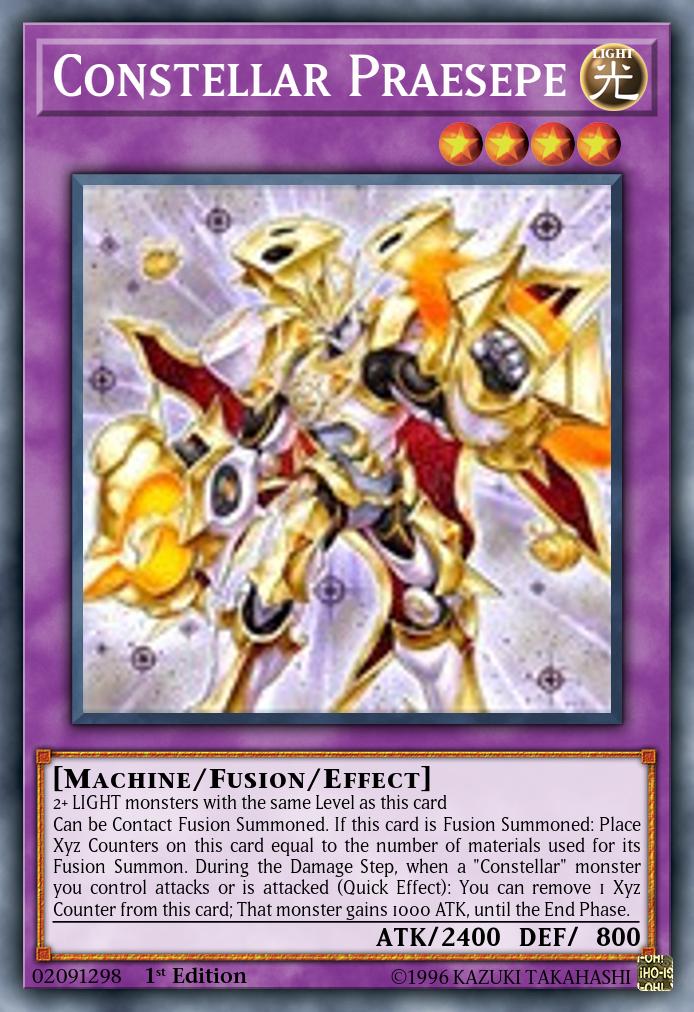 Constellar Praesepe
LIGHT
光
[Machine/Fusion/Effect]
2+ LIGHT monsters with the same Level as this card
Can be Contact Fusion Summoned. If this card is Fusion Summoned: Place
Xyz Counters on this card equal to the number of materials used for its
Fusion Summon. During the Damage Step, when a "Constellar" monster
you control attacks or is attacked (Quick Effect): You can remove 1 Xyz
Counter from this card; That monster gains 1000 ATK, until the End Phase.
ATK/2400 DEF/ 800
02091298 1st Edition ©1996 KAZUKI TAKAHASHI